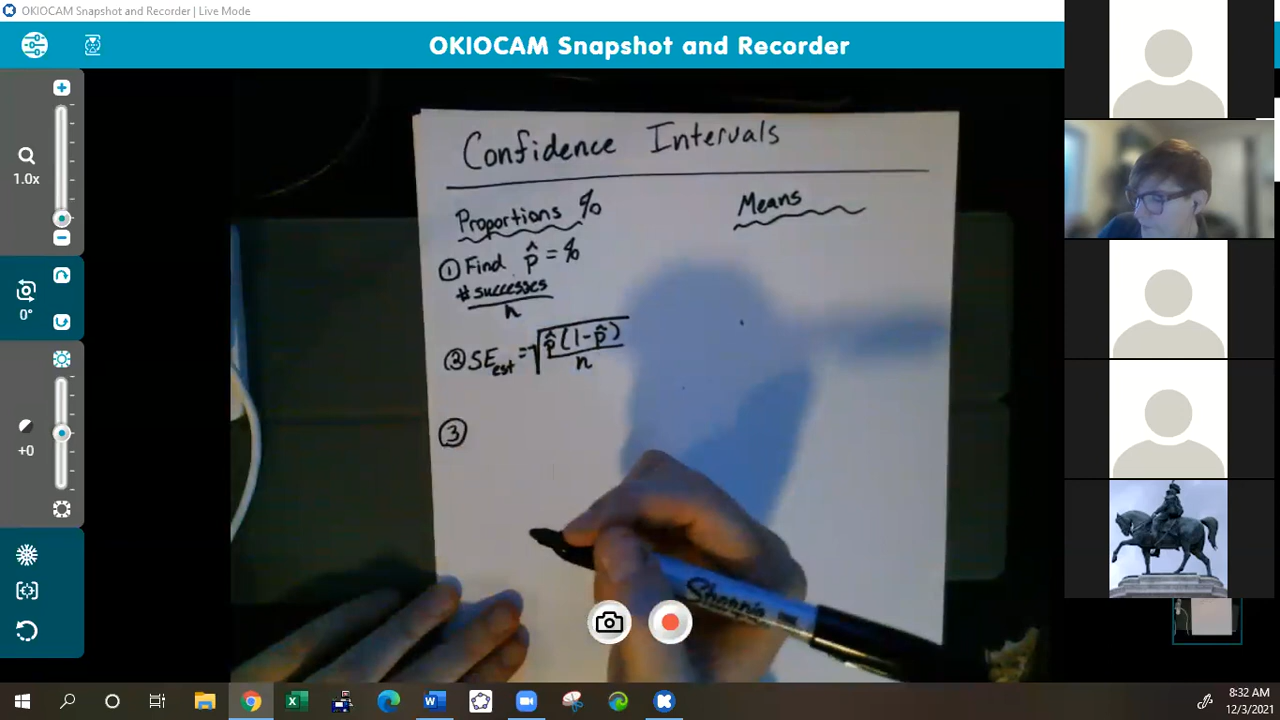 OKIOCAM Snapshot and Recorder | Live Mode
OKIOCAM Snapshot and Recorder
1.0x
0°
+0
Confidence Intervals
Proportions %
① Find p̂ = %
# successes
n
② SEest = √p̂(1-p̂)
n
③
Means
Sharpie
8:32 AM
12/3/2021